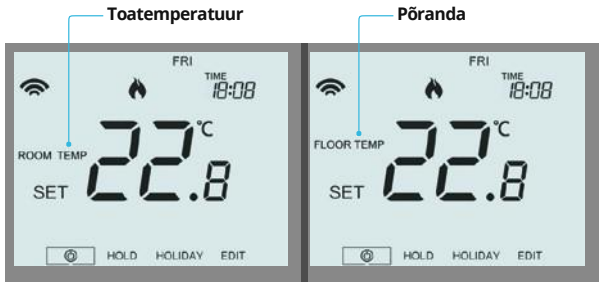 Toatemperatuur
Põranda
FRI
TIME
18:08
ROOM TEMP
22.8 °C
SET
HOLD HOLIDAY EDIT
FRI
TIME
18:08
FLOOR TEMP
22.8 °C
SET
HOLD HOLIDAY EDIT